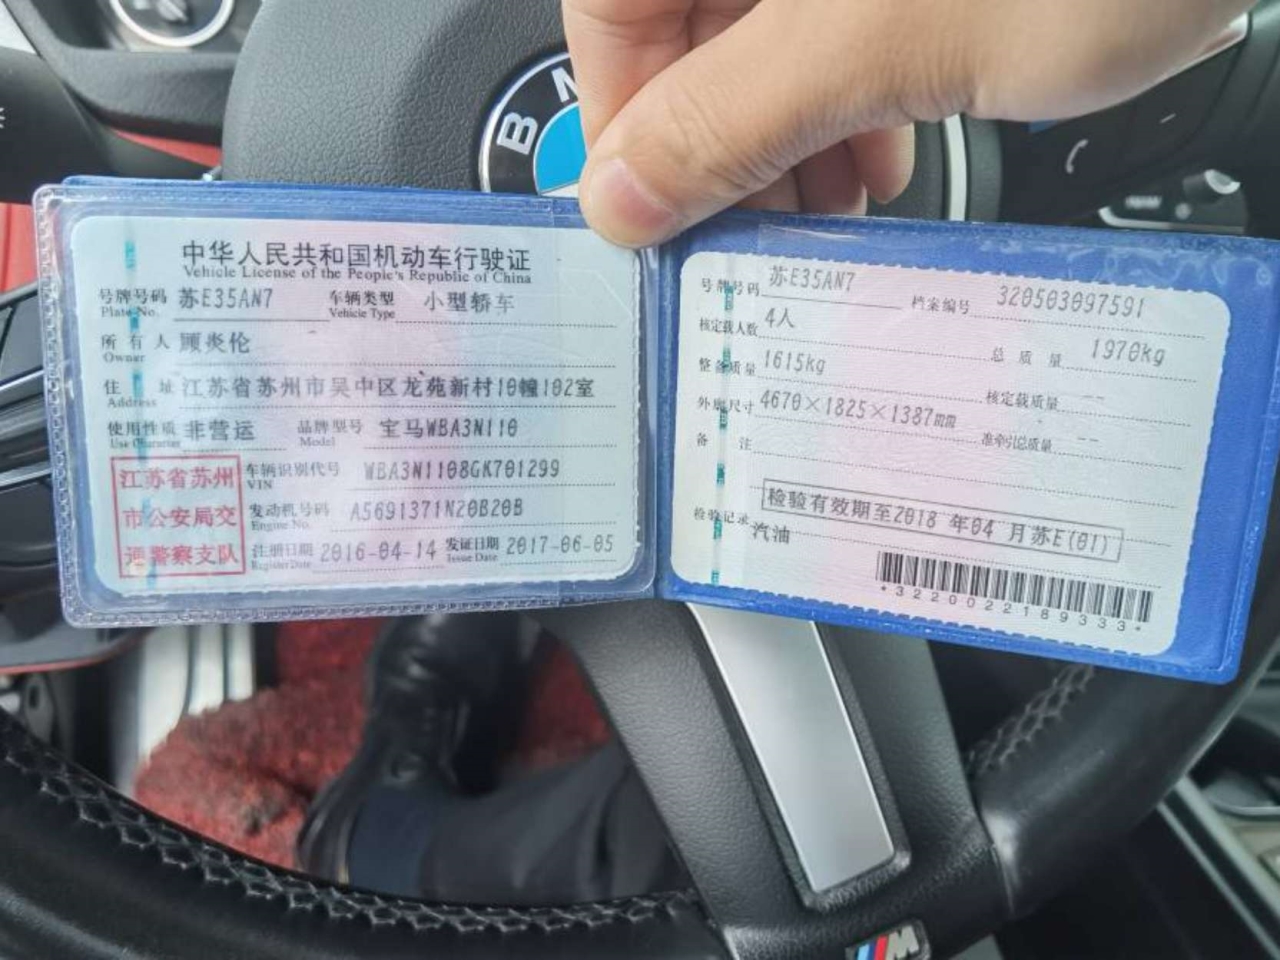 B M
中华人民共和国机动车行驶证
Vehicle License of the People's Republic of China
号牌号码 苏E35AN7 车辆类型 小型轿车
Plate No. Vehicle Type
所有人 顾炎伦
Owner
住址 江苏省苏州市吴中区龙苑新村10幢102室
Address
使用性质 非营运 品牌型号 宝马WBA3N110
Use Character Model
江苏省苏州
市公安局交
通警察支队
车辆识别代号 WBA3N1108GK701299
VIN
发动机号码 A5691371N20B20B
Engine No.
注册日期 2016-04-14 发证日期 2017-06-05
Register Date Issue Date
号牌号码 苏E35AN7 档案编号 320503097591
核定载人数 4人 总质量 1970kg
整备质量 1615kg 核定载质量 --
外廓尺寸 4670×1825×1387mm 准牵引总质量 --
备注
检验有效期至2018 年04 月苏E(01)
检验记录 汽油
*3220022189333*
M